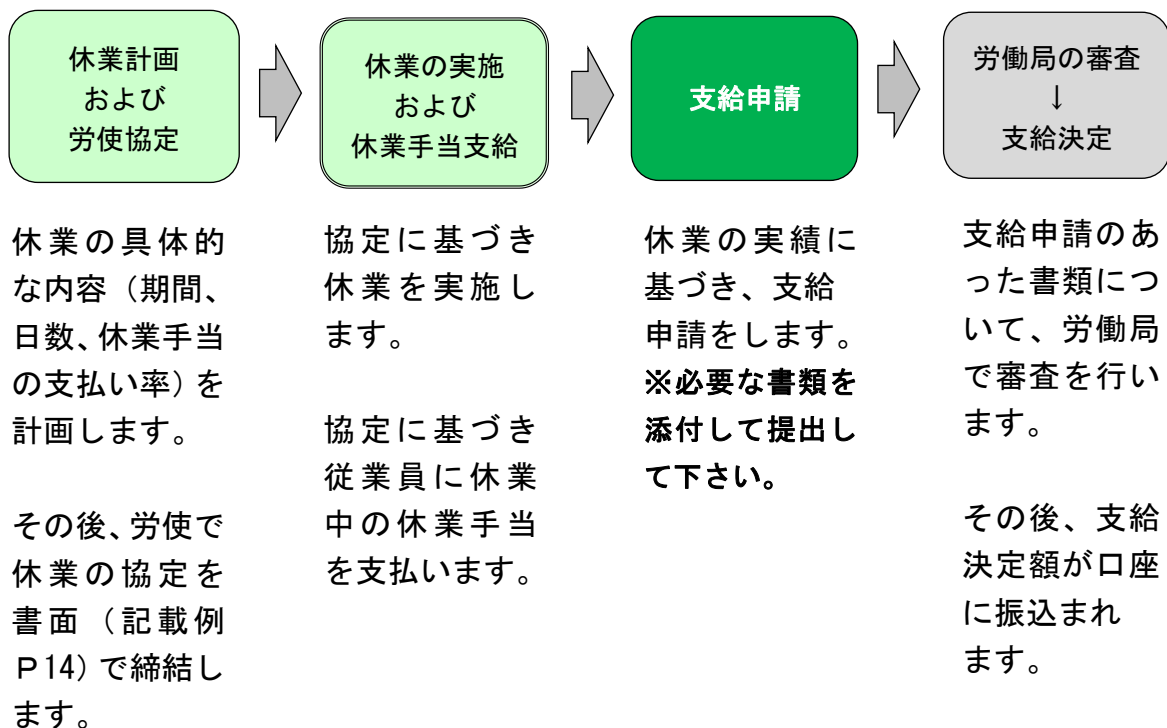 休業計画
および
労使協定
休業の実施
および
休業手当支給
支給申請
労働局の審査
↓
支給決定
休業の具体的
な内容（期間、
日数、休業手当
の支払い率）を
計画します。
その後、労使で
休業の協定を
書面（記載例
Ｐ14）で締結し
ます。
協定に基づき
休業を実施し
ます。
協定に基づき
従業員に休業
中の休業手当
を支払います。
休業の実績に
基づき、支給
申請をします。
※必要な書類を
添付して提出し
て下さい。
支給申請のあ
った書類につ
いて、労働局
で審査を行い
ます。
その後、支給
決定額が口座
に振込まれ
ます。